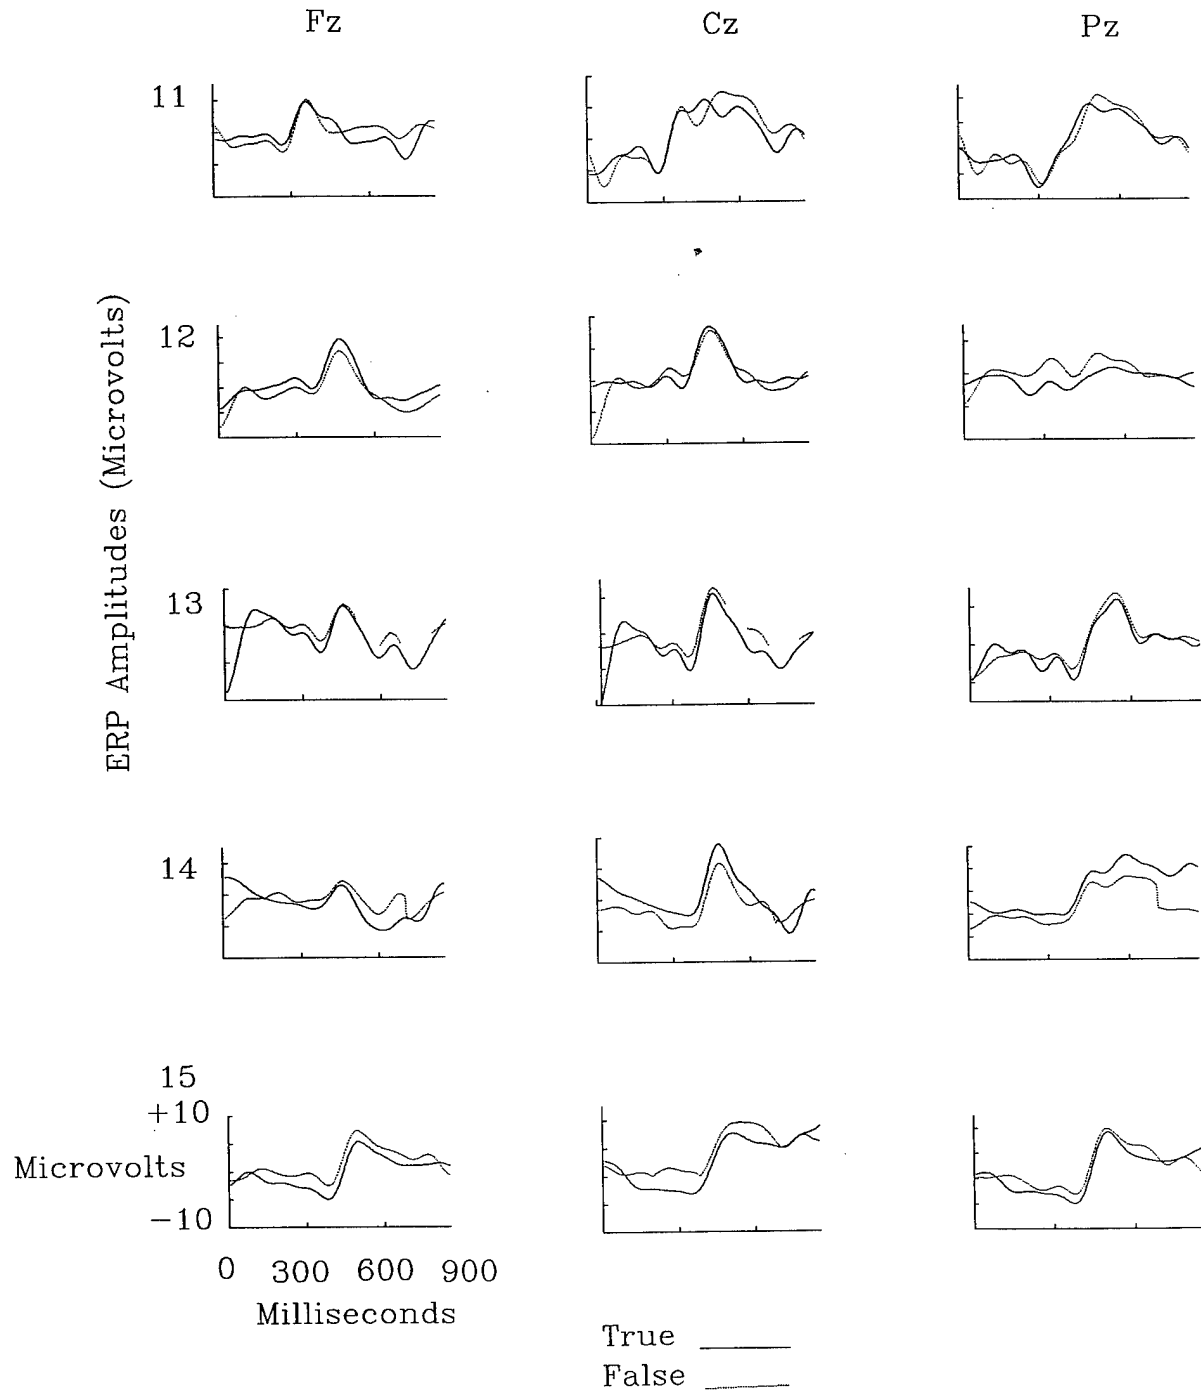 Fz Cz Pz
11
12
ERP Amplitudes (Microvolts)
13
14
15
+10
Microvolts
-10
0 300 600 900
Milliseconds
True
False